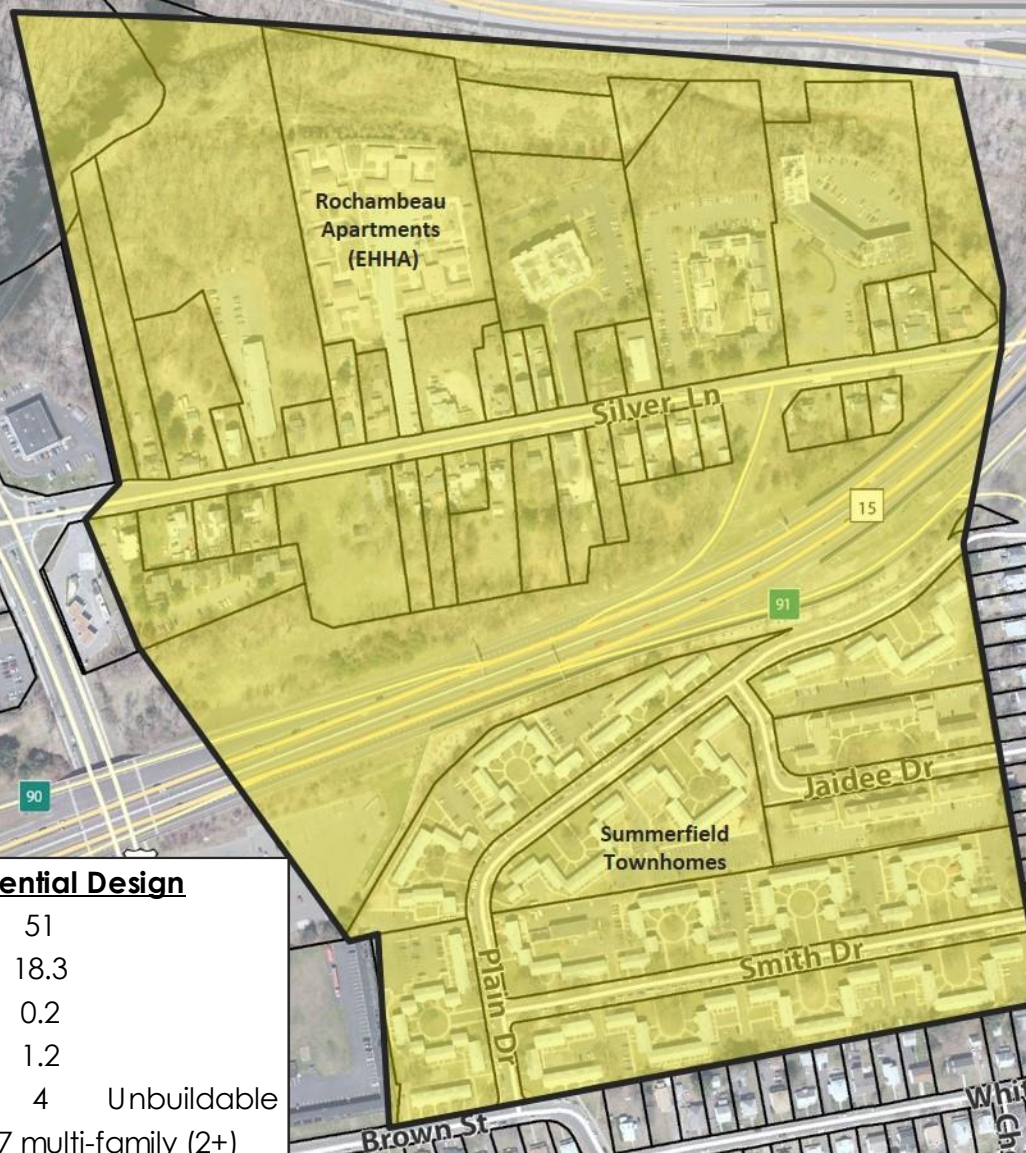 Rochambeau
Apartments
(EHHA)
Silver Ln
15
91
90
Jaidee Dr
Summerfield
Townhomes
ential Design
51
18.3
0.2
1.2
4 Unbuildable
7 multi-family (2+)
Plain Dr
Smith Dr
Brown St